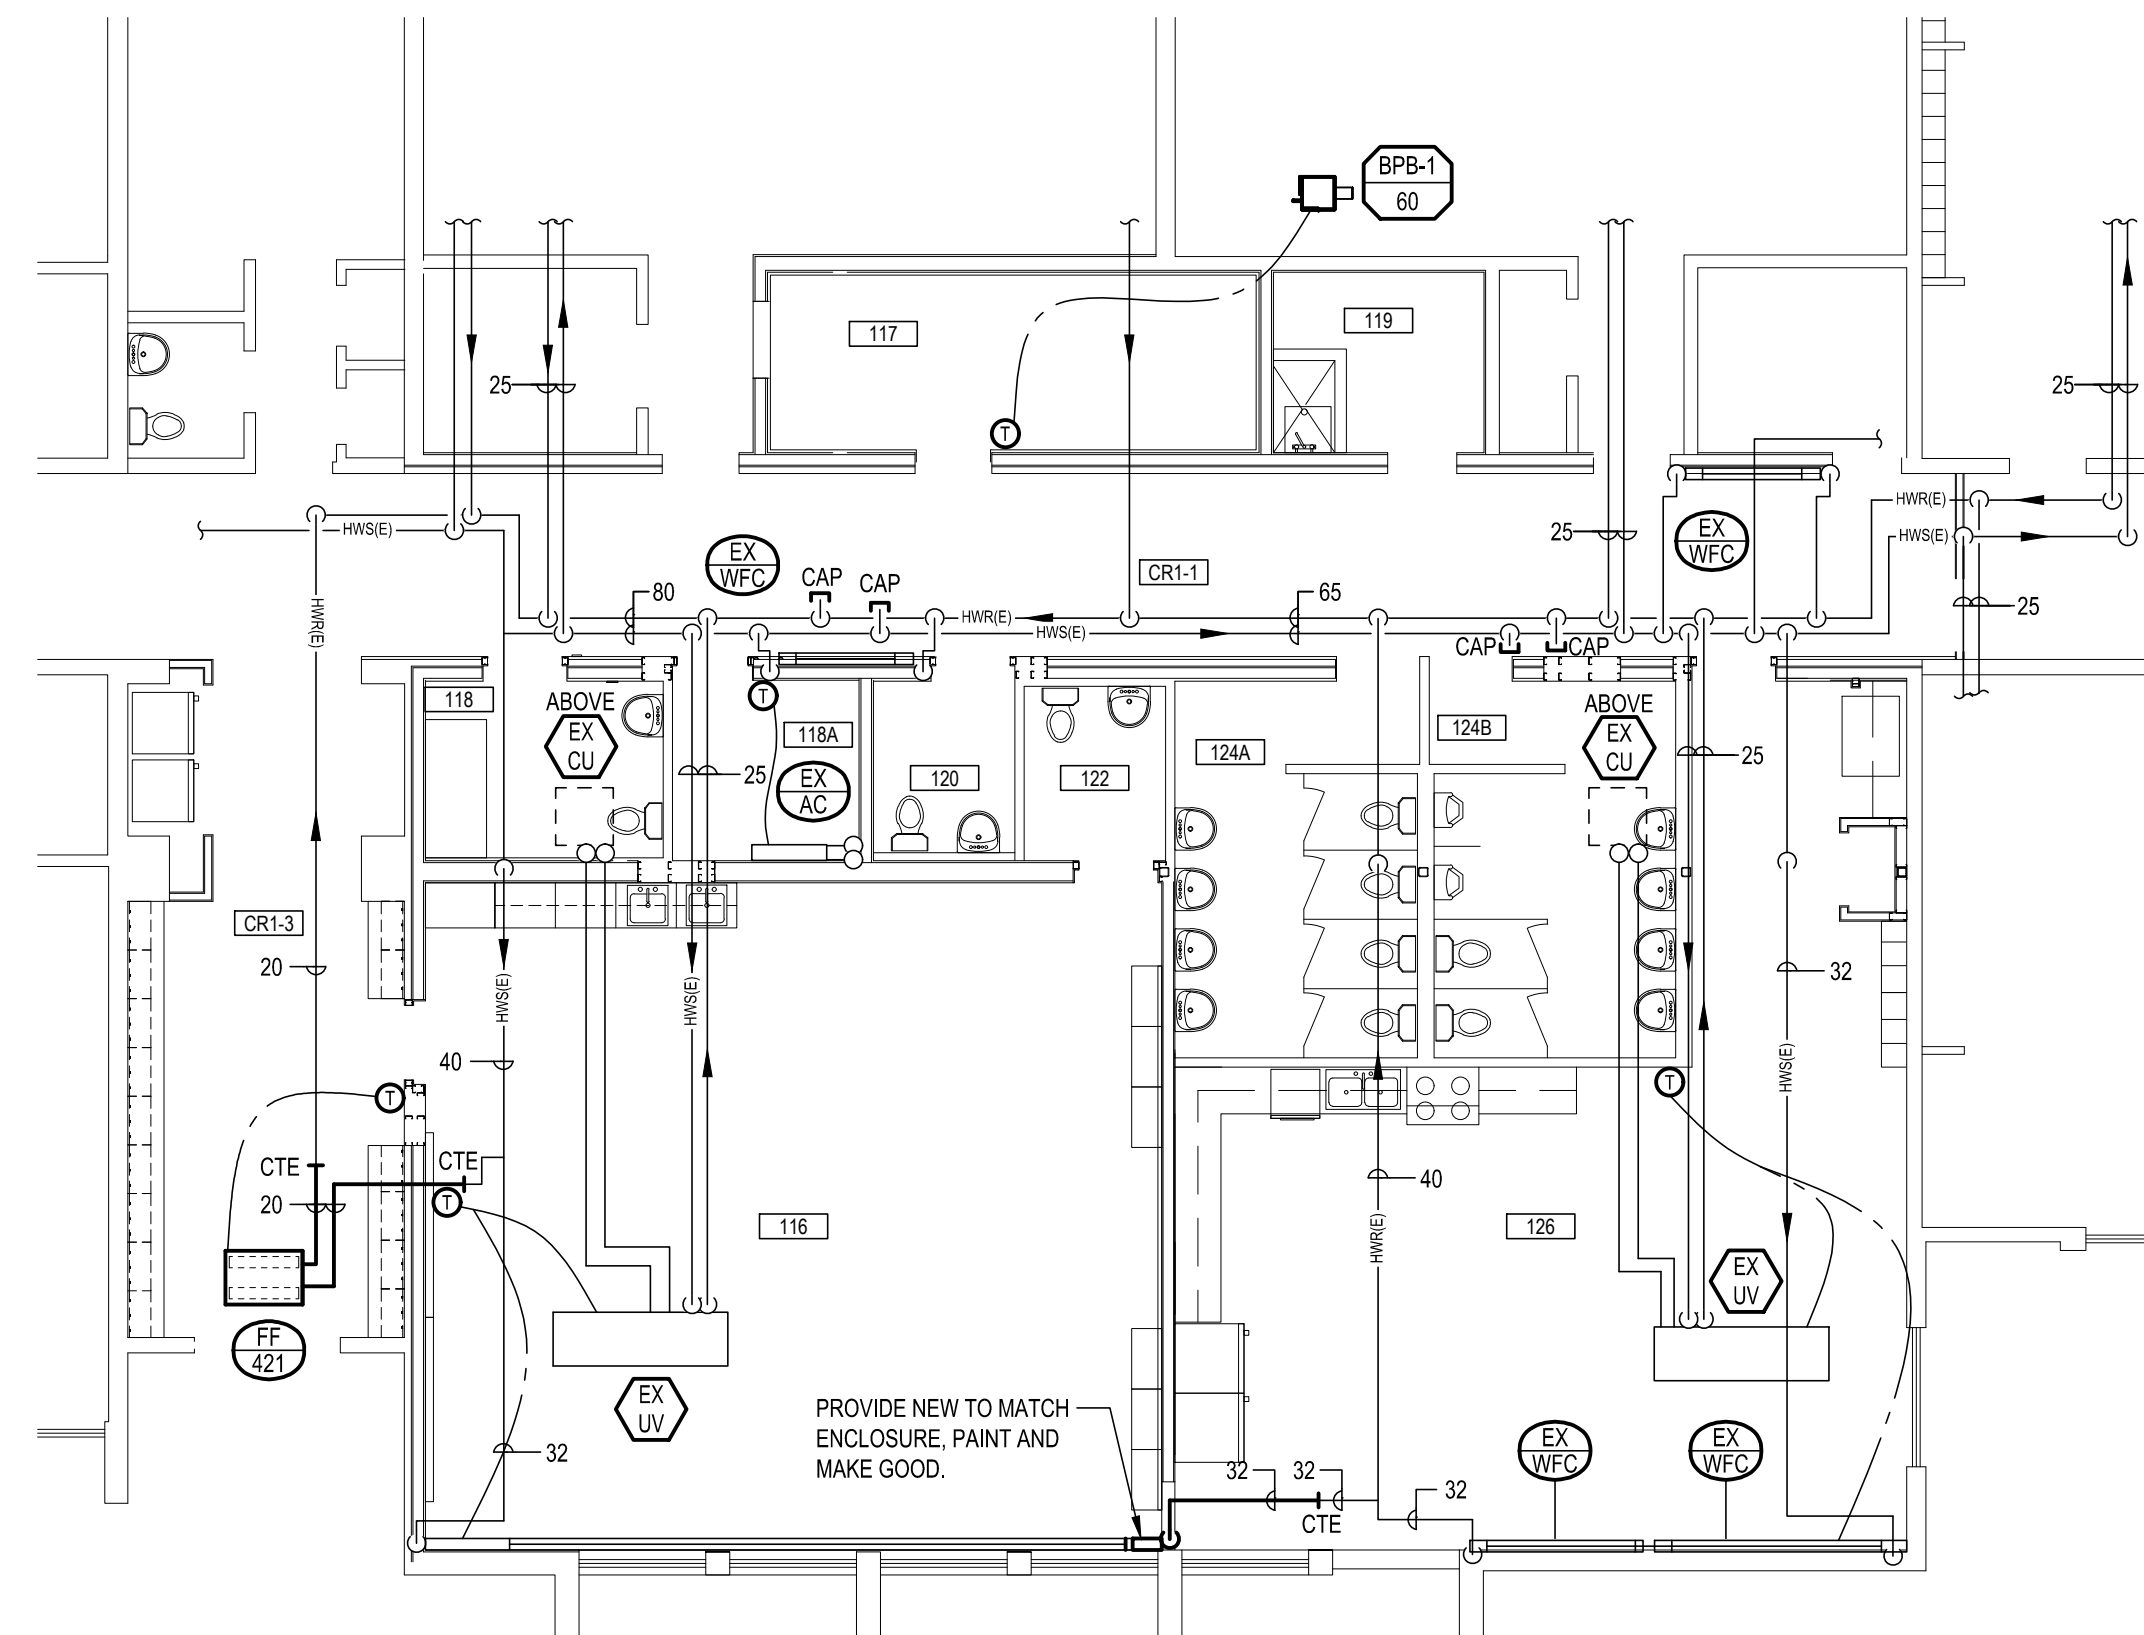 BPB-1
60
117
119
25
25
T
HWR(E)
HWS(E)
HWS(E)
EX
WFC
25
EX
WFC
CR1-1
CAP
CAP
80
65
25
HWR(E)
HWR(E)
HWS(E)
CAP
CAP
118
ABOVE
EX
CU
T
118A
EX
AC
25
120
122
124A
124B
ABOVE
EX
CU
25
CR1-3
20
HWS(E)
HWS(E)
32
40
HWS(E)
T
T
CTE
CTE
20
T
40
116
HWR(E)
126
EX
UV
FF
421
EX
UV
PROVIDE NEW TO MATCH
ENCLOSURE, PAINT AND
MAKE GOOD.
32
EX
WFC
EX
WFC
32
32
32
CTE